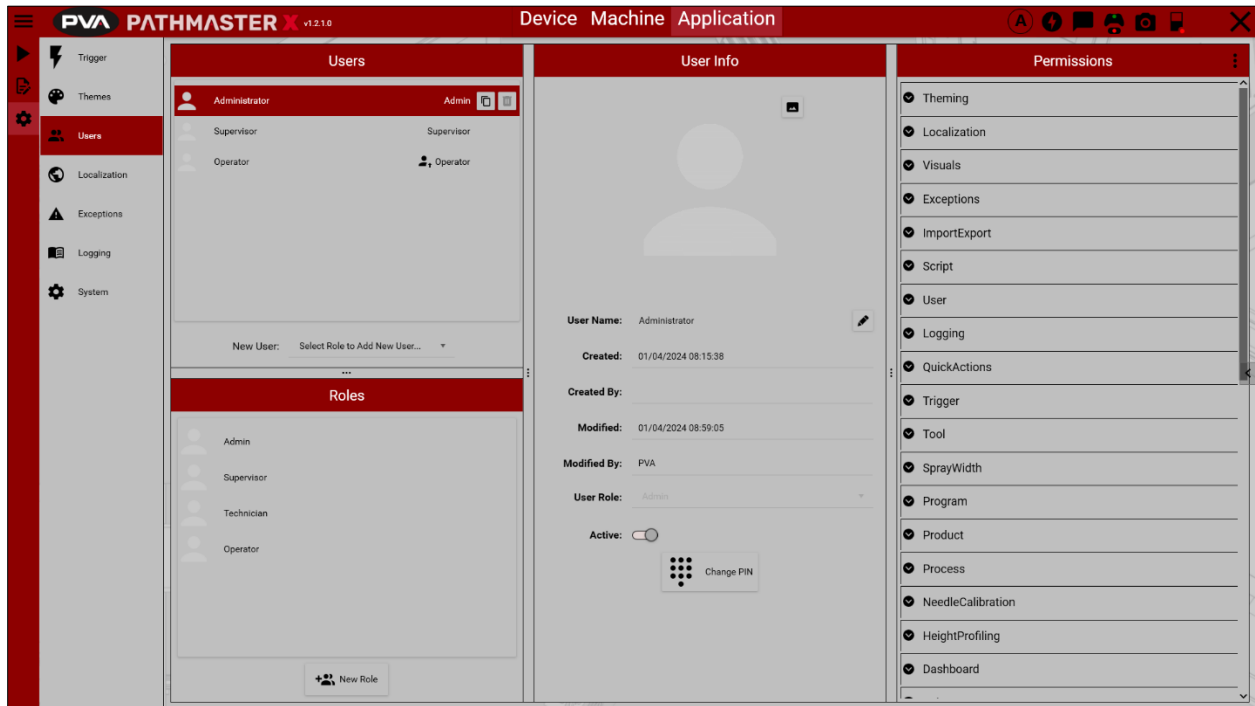 PVA PATHMASTER X v1.2.1.0
Device Machine Application
A
Trigger
Themes
Users
Localization
Exceptions
Logging
System
Users
Administrator Admin
Supervisor Supervisor
Operator Operator
New User: Select Role to Add New User...
Roles
Admin
Supervisor
Technician
Operator
New Role
User Info
User Name: Administrator
Created: 01/04/2024 08:15:38
Created By:
Modified: 01/04/2024 08:59:05
Modified By: PVA
User Role: Admin
Active:
Change PIN
Permissions
Theming
Localization
Visuals
Exceptions
ImportExport
Script
User
Logging
QuickActions
Trigger
Tool
SprayWidth
Program
Product
Process
NeedleCalibration
HeightProfiling
Dashboard